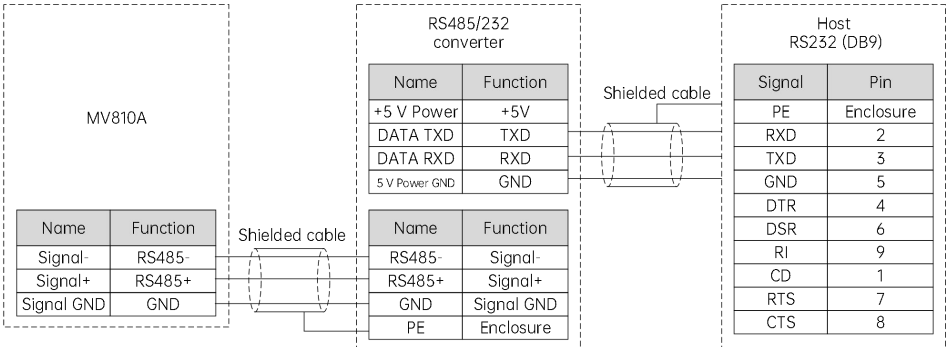 MV810A
Name Function
Signal- RS485-
Signal+ RS485+
Signal GND GND
Shielded cable
RS485/232
converter
Name Function
+5 V Power +5V
DATA TXD TXD
DATA RXD RXD
5 V Power GND GND
Name Function
RS485- Signal-
RS485+ Signal+
GND Signal GND
PE Enclosure
Shielded cable
Host
RS232 (DB9)
Signal Pin
PE Enclosure
RXD 2
TXD 3
GND 5
DTR 4
DSR 6
RI 9
CD 1
RTS 7
CTS 8